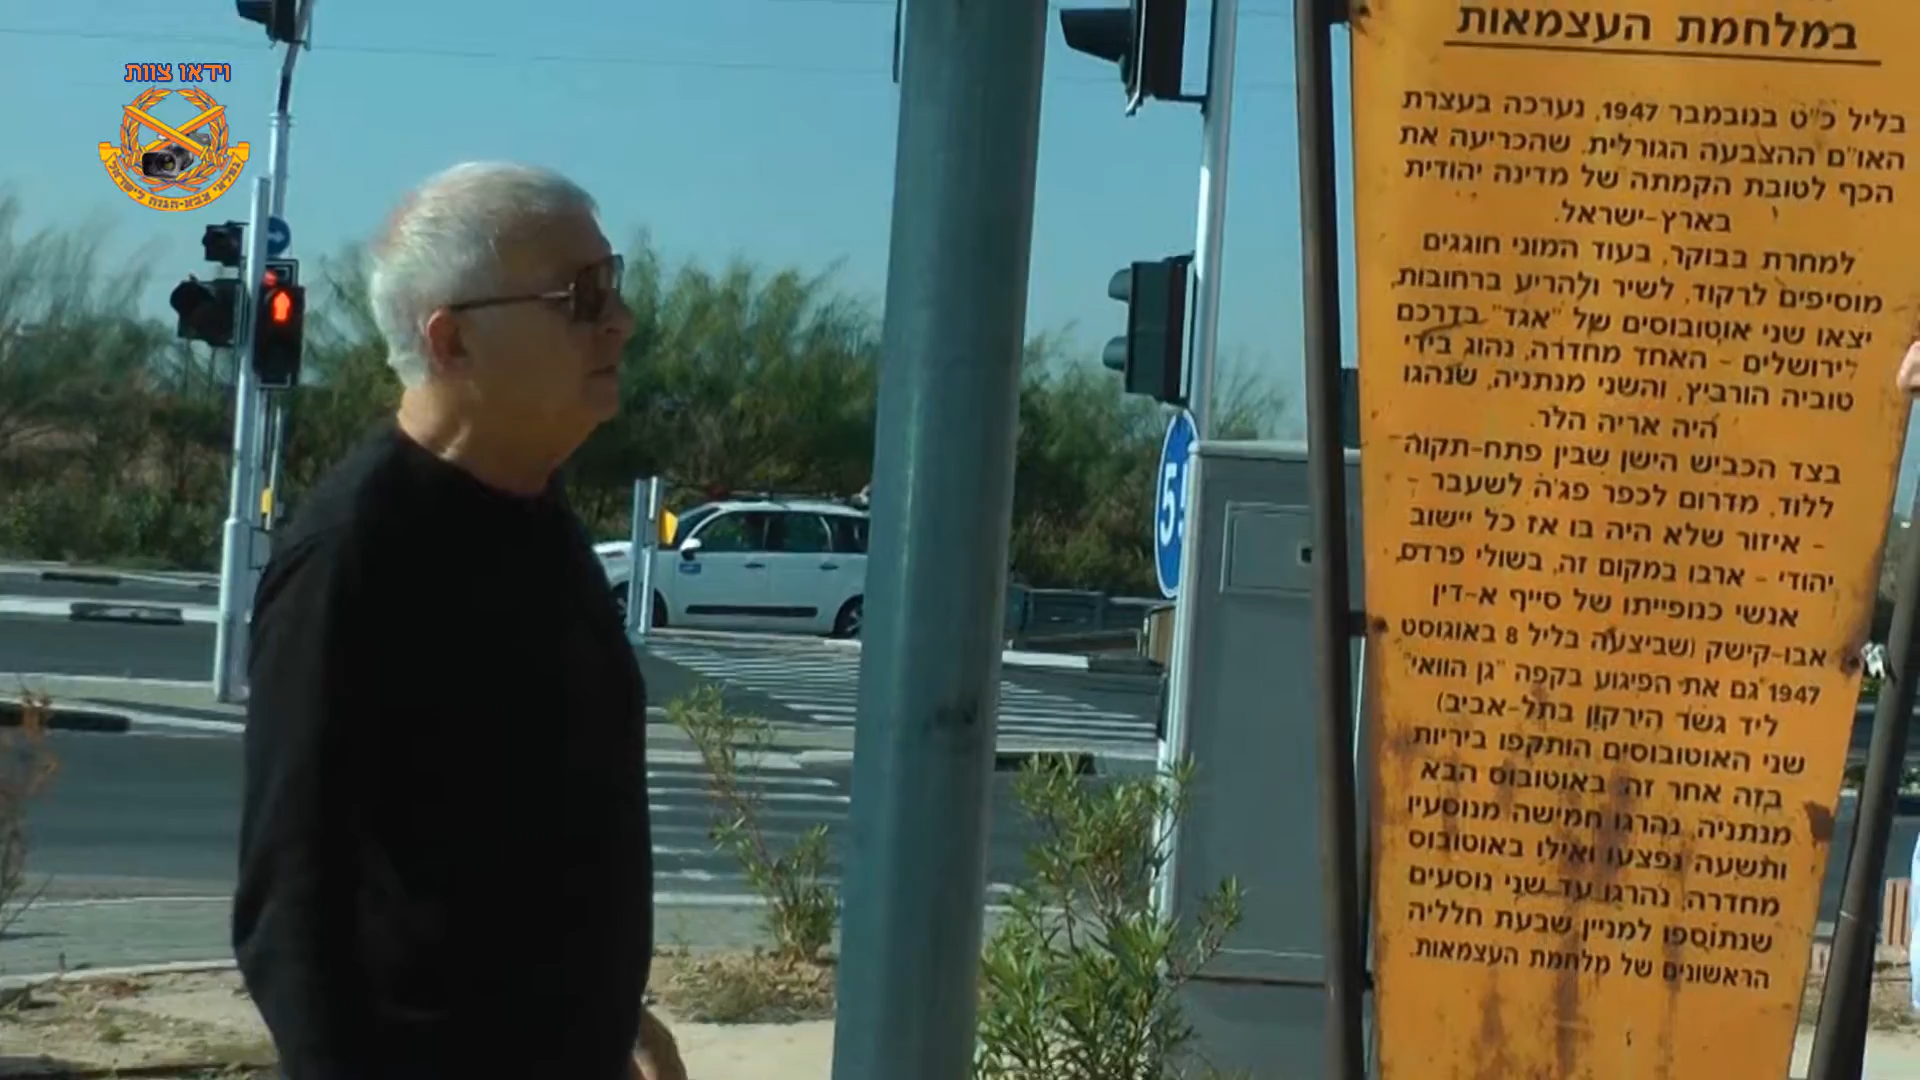 וידאו צוות
גמלאי צבא-הגנה לישראל
במלחמת העצמאות
בליל כ"ט בנובמבר 1947, נערכה בעצרת
האו"ם ההצבעה הגורלית, שהכריעה את
הכף לטובת הקמתה של מדינה יהודית
בארץ-ישראל.
למחרת בבוקר, בעוד המוני חוגגים
מוסיפים לרקוד, לשיר ולהריע ברחובות,
יצאו שני אוטובוסים של "אגד" בדרכם
לירושלים - האחד מחדרה, נהוג בידי
טוביה הורביץ, והשני מנתניה, שנהגו
היה אריה הלר.
בצד הכביש הישן שבין פתח-תקוה
ללוד, מדרום לכפר פג'ה לשעבר -
- איזור שלא היה בו אז כל יישוב
יהודי - ארבו במקום זה, בשולי פרדס,
אנשי כנופייתו של סייף א-דין
אבו-קישק (שביצעה בליל 8 באוגוסט
1947 גם את הפיגוע בקפה "גן הוואי"
ליד גשר הירקון בתל-אביב)
שני האוטובוסים הותקפו ביריות
בזה אחר זה. באוטובוס הבא
מנתניה, נהרגו חמישה מנוסעיו
ותשעה נפצעו ואילו באוטובוס
מחדרה, נהרגו עד שני נוסעים
שנתוספו למניין שבעת חלליה
הראשונים של מלחמת העצמאות.